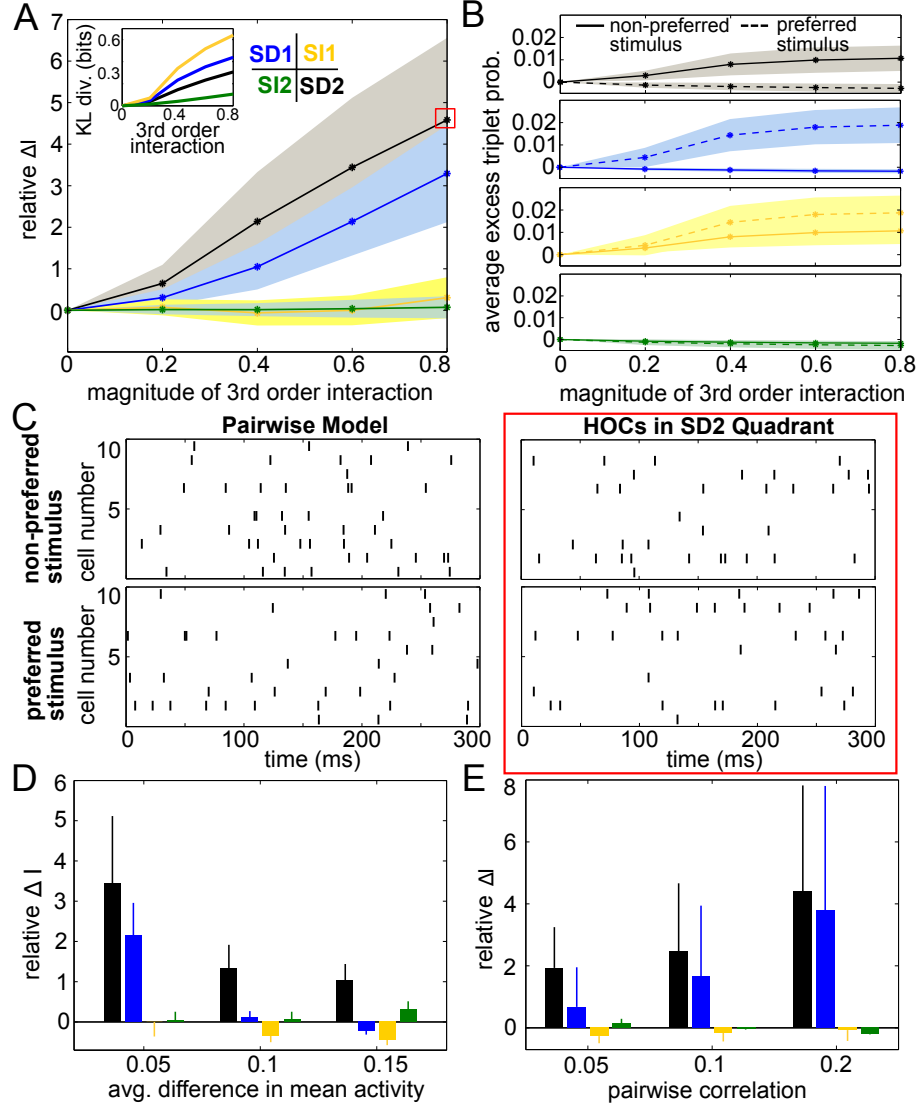 A
7
6
5
4
3
2
1
0
relative ΔI
0.6
0.3
0
KL div. (bits)
0 0.2 0.4 0.6 0.8
3rd order
interaction
SD1 SI1
SI2 SD2
0 0.2 0.4 0.6 0.8
magnitude of 3rd order interaction
B
non-preferred
stimulus
preferred
stimulus
0.02
0.01
0
0.02
0.01
0
0.02
0.01
0
0.02
0.01
0
average excess triplet prob.
0 0.2 0.4 0.6 0.8
magnitude of 3rd order interaction
C
Pairwise Model
HOCs in SD2 Quadrant
non-preferred
stimulus
cell number
10
5
preferred
stimulus
cell number
10
5
0 100 200 300
time (ms)
0 100 200 300
time (ms)
D
6
5
4
3
2
1
0
relative Δ I
0.05 0.1 0.15
avg. difference in mean activity
E
8
6
4
2
0
relative ΔI
0.05 0.1 0.2
pairwise correlation